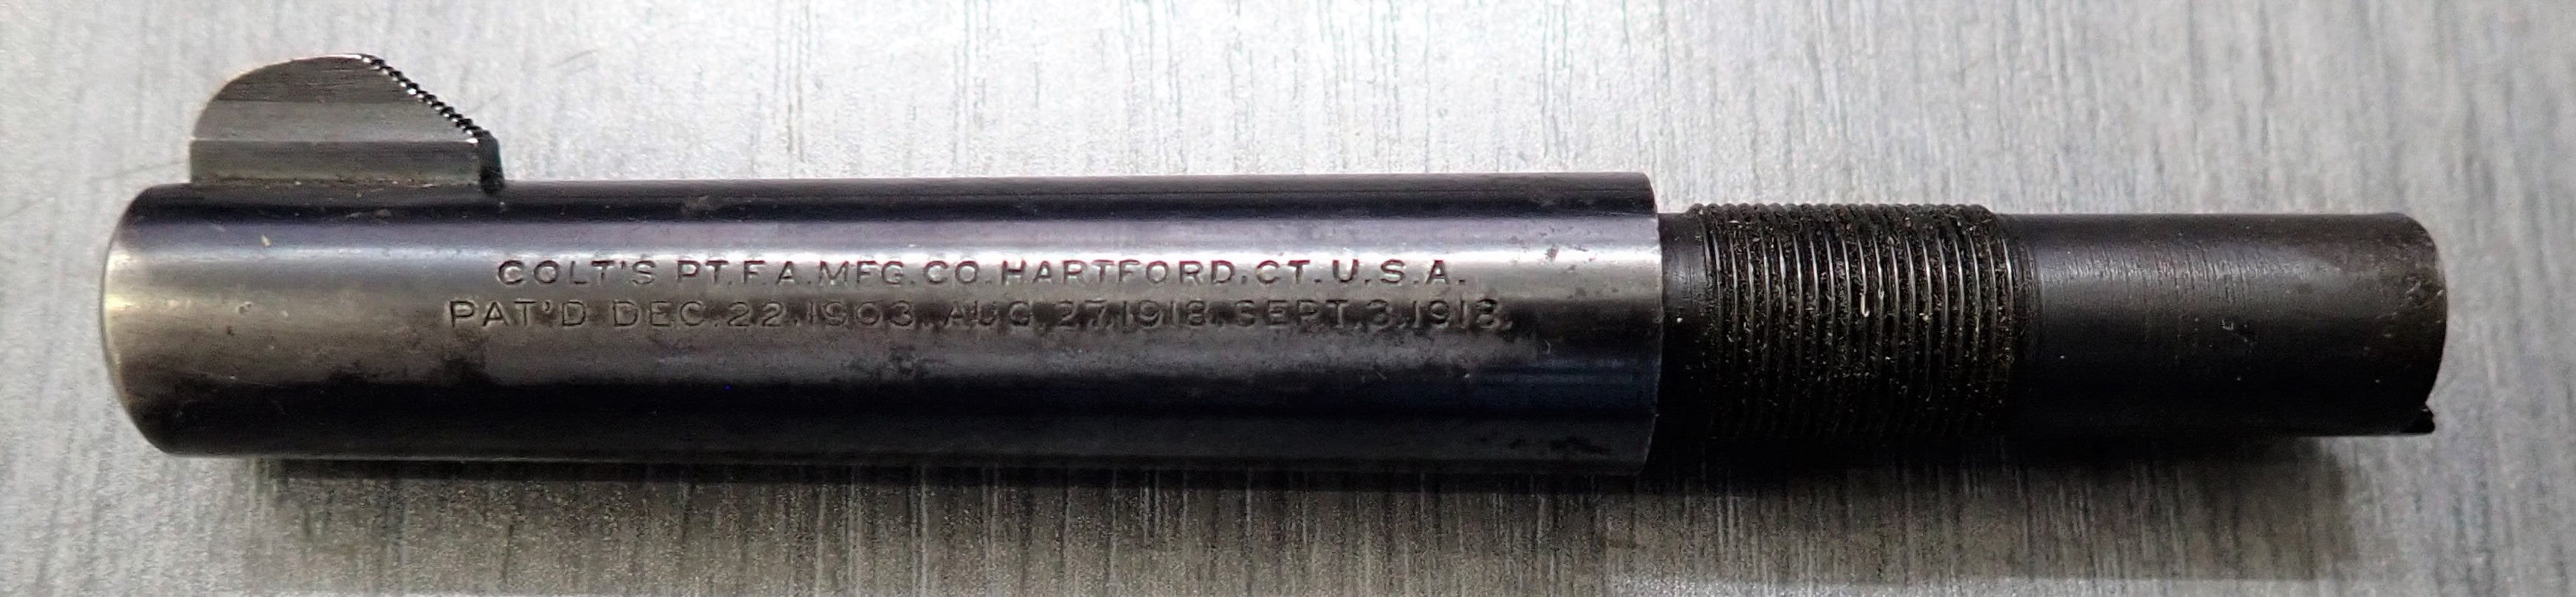 COLT'S PT.F.A.MFG.CO.HARTFORD,CT.U.S.A.
PAT'D DEC.22.1903.AUG.27,1918.SEPT.3.1918.